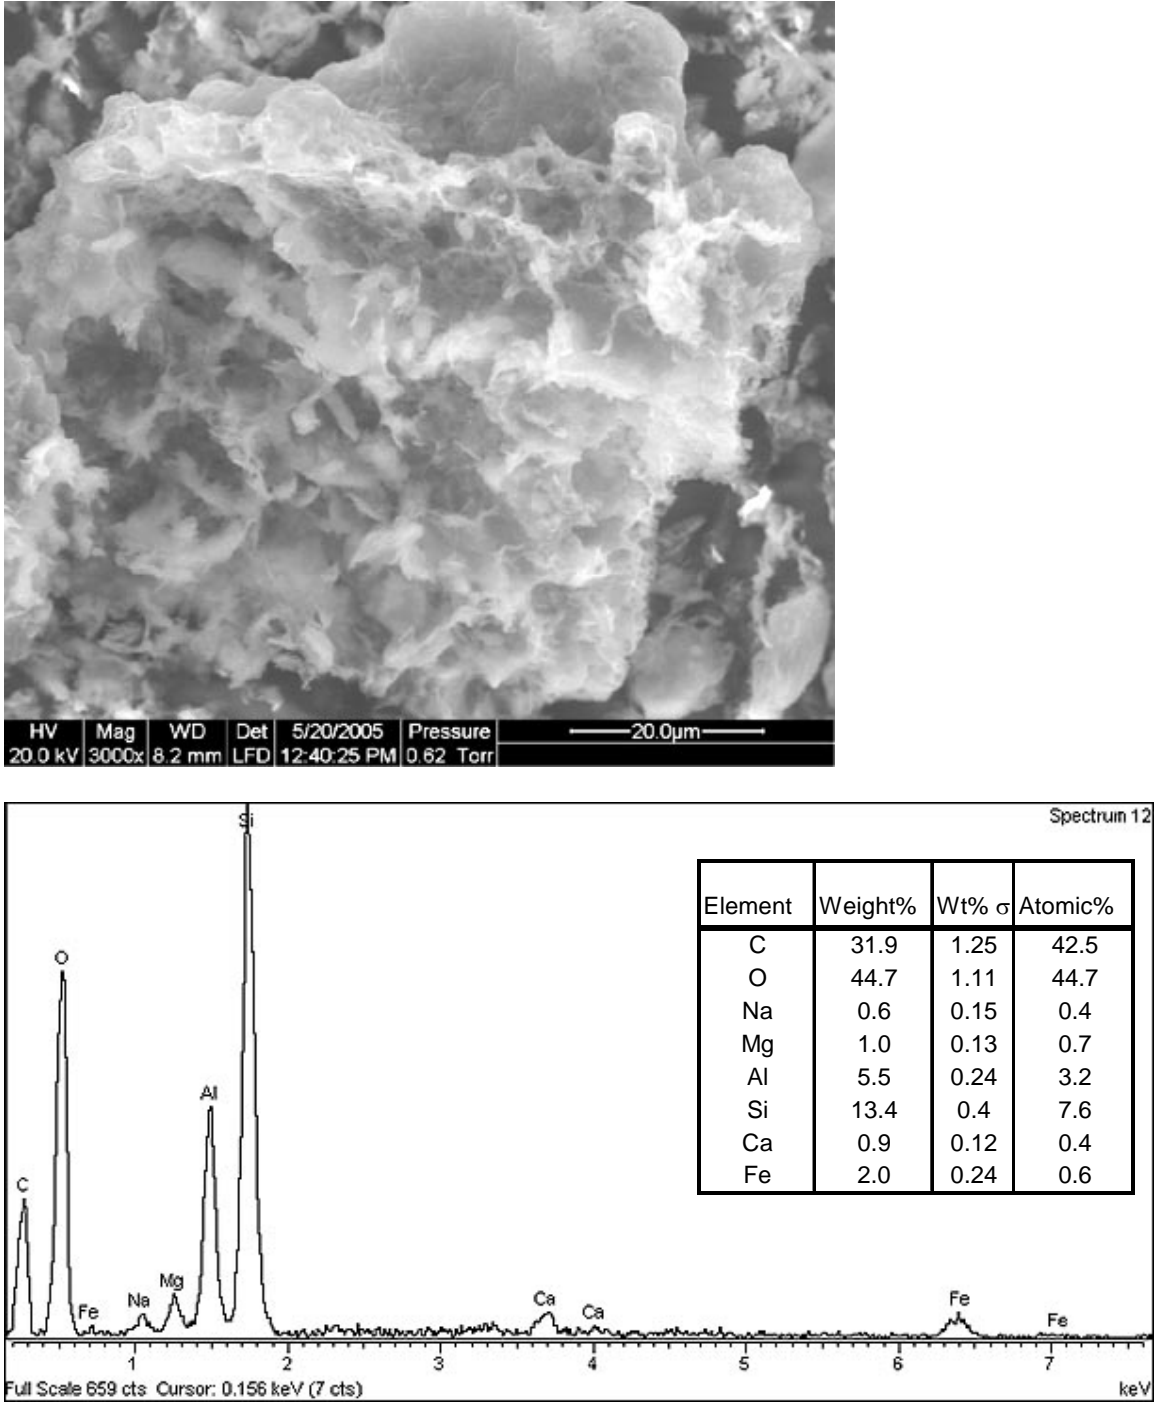 HV Mag WD Det 5/20/2005 Pressure 20.0µm
20.0 kV 3000x 8.2 mm LFD 12:40:25 PM 0.62 Torr
Si Spectrum 12
Element Weight% Wt% σ Atomic%
C 31.9 1.25 42.5
O 44.7 1.11 44.7
Na 0.6 0.15 0.4
Mg 1.0 0.13 0.7
Al 5.5 0.24 3.2
Si 13.4 0.4 7.6
Ca 0.9 0.12 0.4
Fe 2.0 0.24 0.6
O
Al
C
Mg
Fe Na Ca Ca Fe Fe
1 2 3 4 5 6 7
Full Scale 659 cts Cursor: 0.156 keV (7 cts) keV